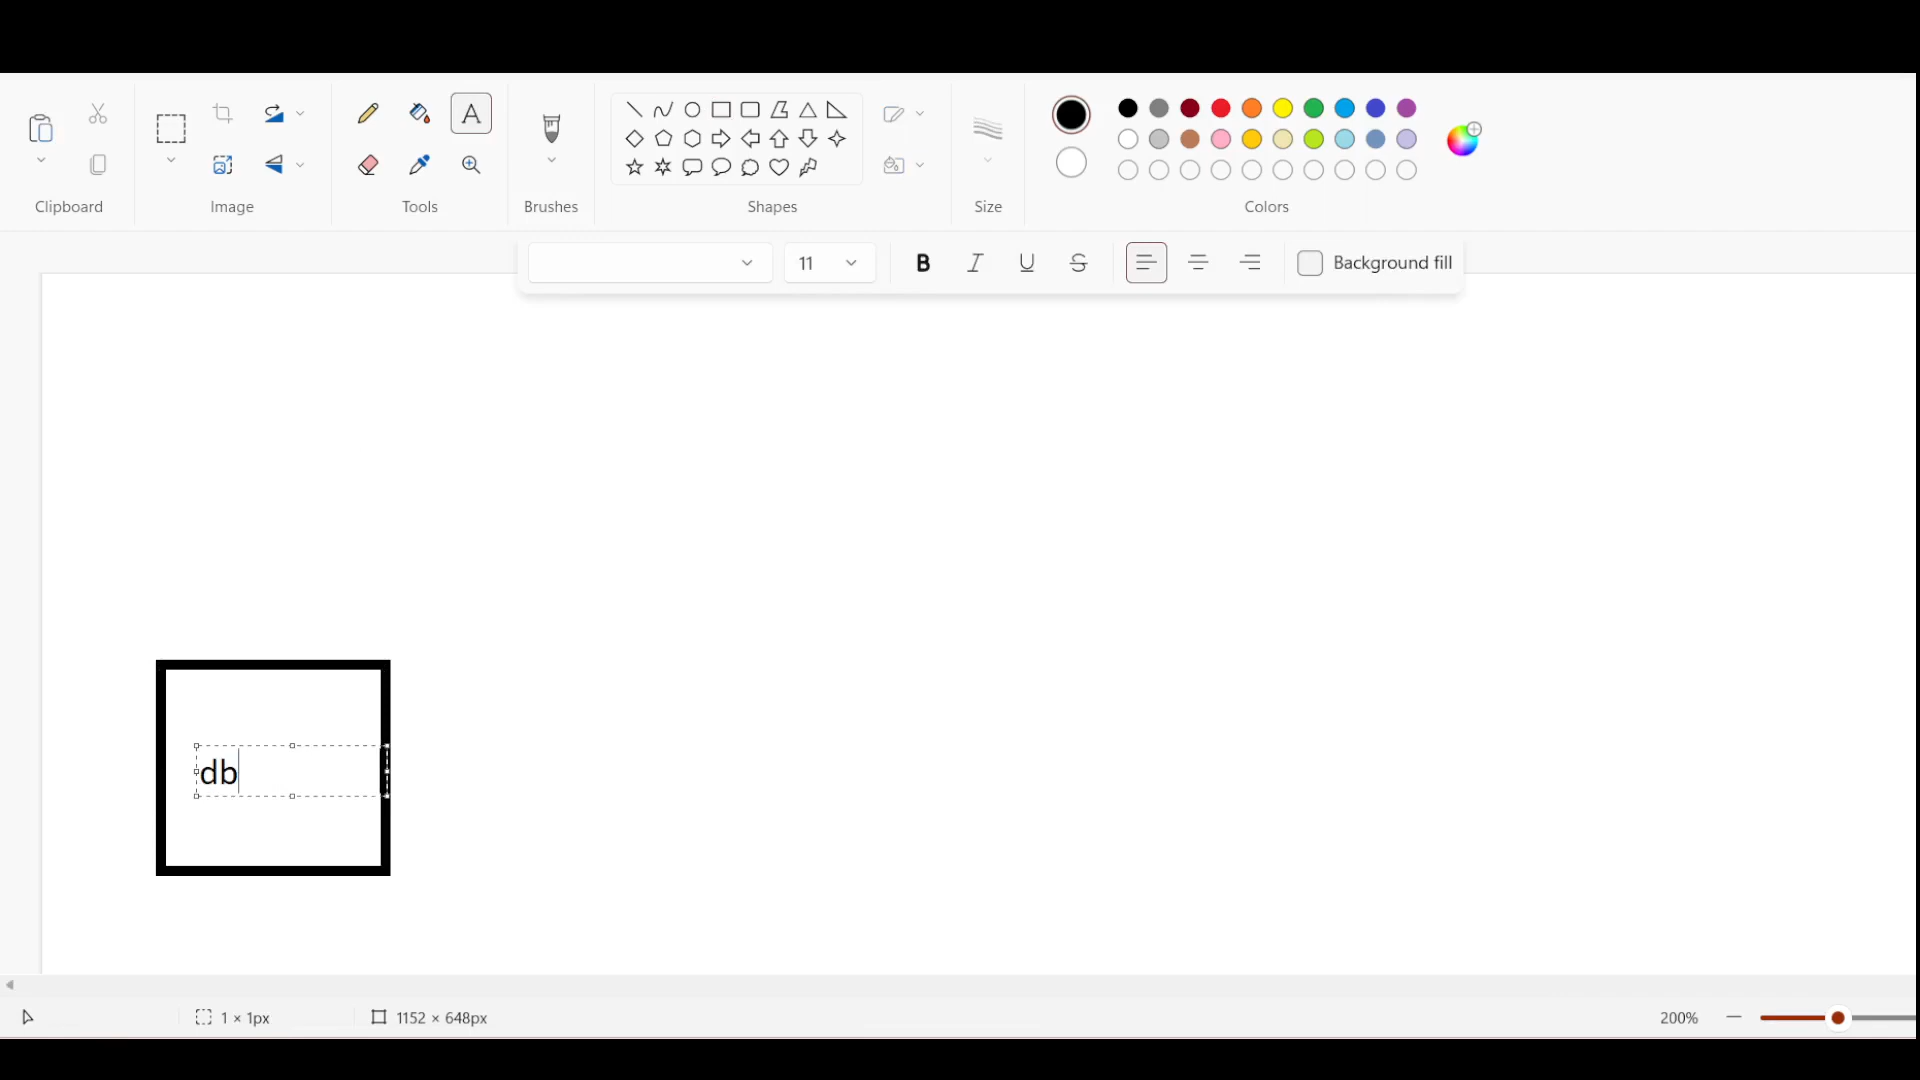 Clipboard
Image
Tools
Brushes
Shapes
Size
Colors
11
B
I
U
S
Background fill
db
1 × 1px
1152 × 648px
200%